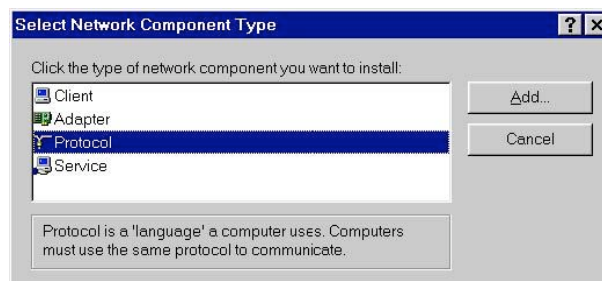 Select Network Component Type
Click the type of network component you want to install:
Client
Adapter
Protocol
Service
Add...
Cancel
Protocol is a 'language' a computer uses. Computers
must use the same protocol to communicate.